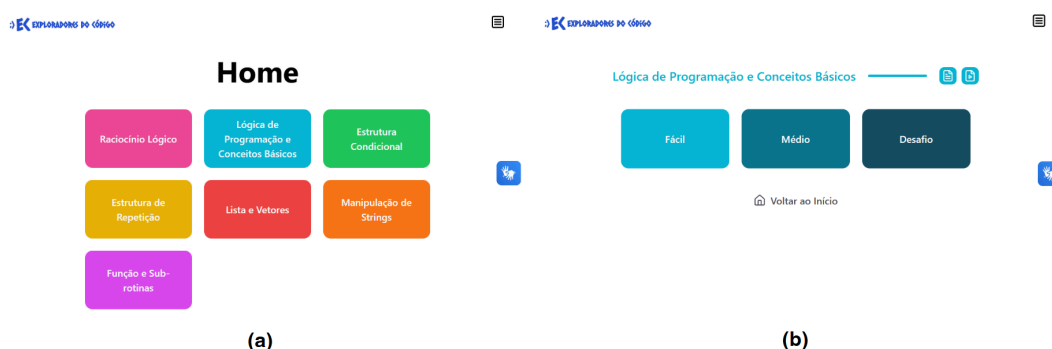 :) EC EXPLORADORES DO CÓDIGO
Home
Raciocínio Lógico
Lógica de
Programação e
Conceitos Básicos
Estrutura
Condicional
Estrutura de
Repetição
Lista e Vetores
Manipulação de
Strings
Função e Sub-
rotinas
(a)
:) EC EXPLORADORES DO CÓDIGO
Lógica de Programação e Conceitos Básicos
Fácil
Médio
Desafio
Voltar ao Início
(b)